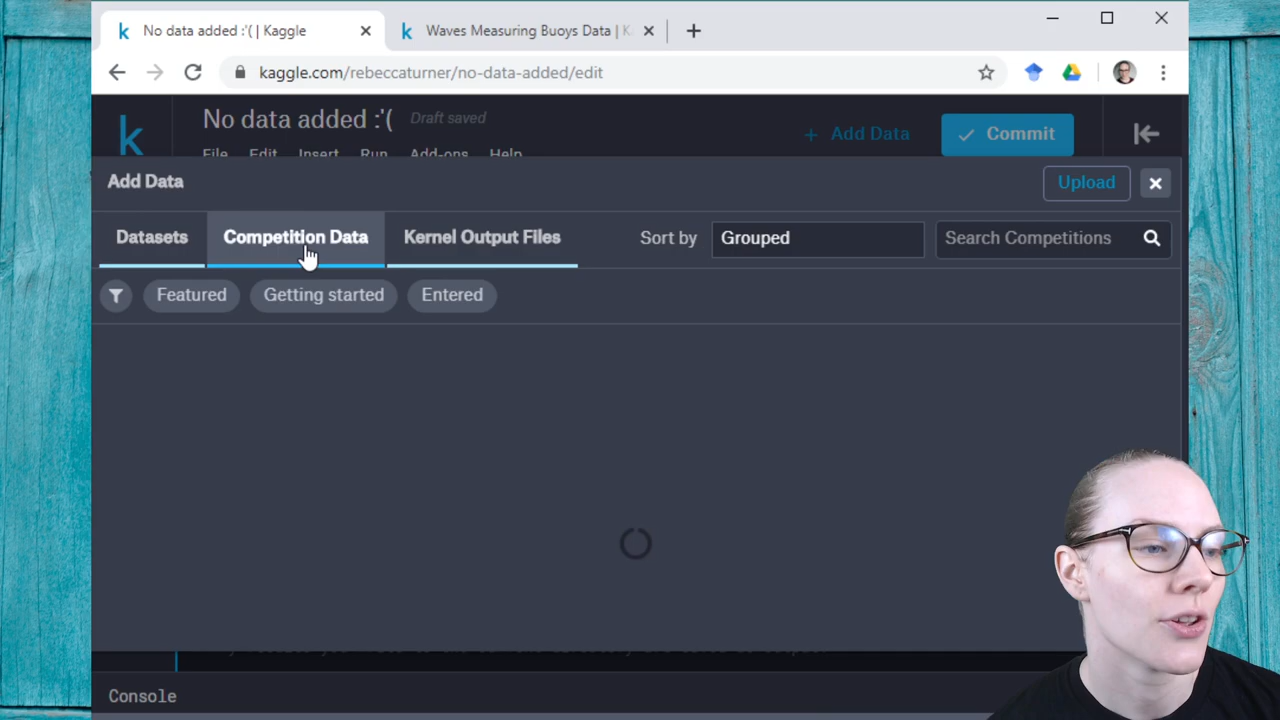 No data added :'( | Kaggle
Waves Measuring Buoys Data | K
kaggle.com/rebeccaturner/no-data-added/edit
No data added :'( Draft saved
+ Add Data
Commit
File Edit Insert Run Add-ons Help
Add Data
Upload
Datasets
Competition Data
Kernel Output Files
Sort by
Grouped
Search Competitions
Featured
Getting started
Entered
Console